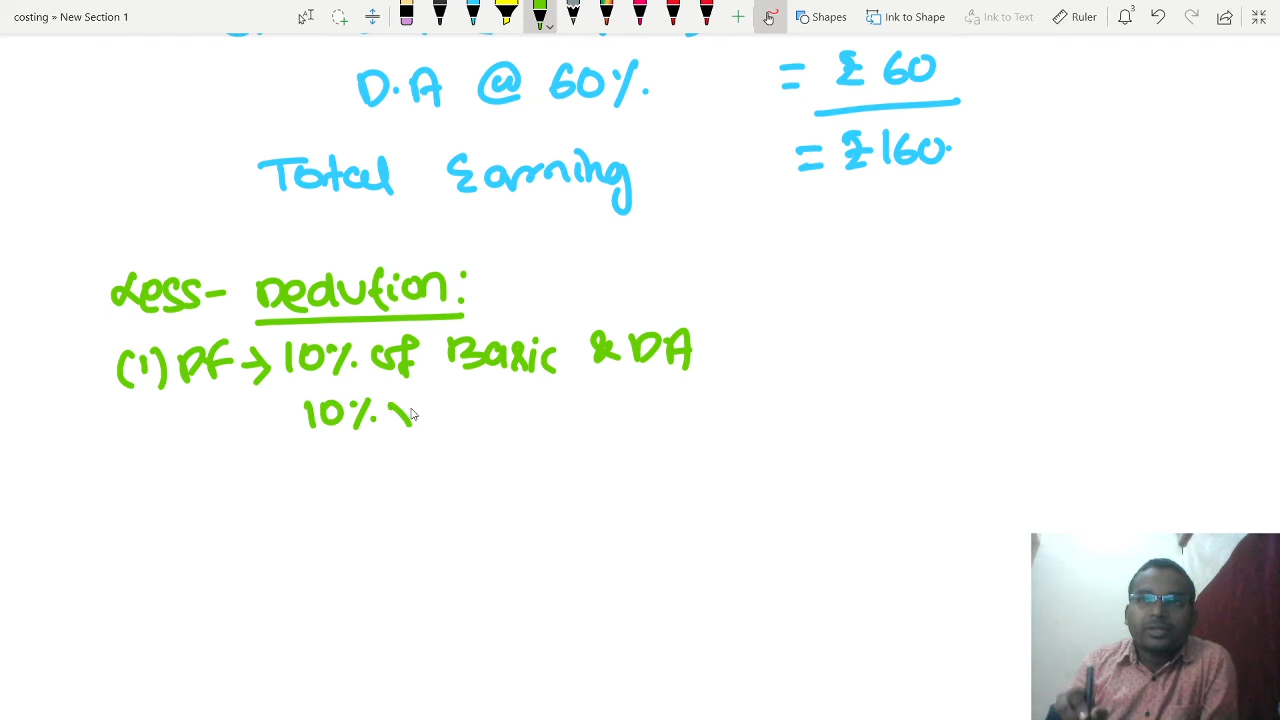 costing » New Section 1
Shapes Ink to Shape Ink to Text Ruler
D.A @ 60% = ₹ 60
Total Earning = ₹ 160.
Less- Dedution:
(1) PF → 10% of Basic & DA
10%